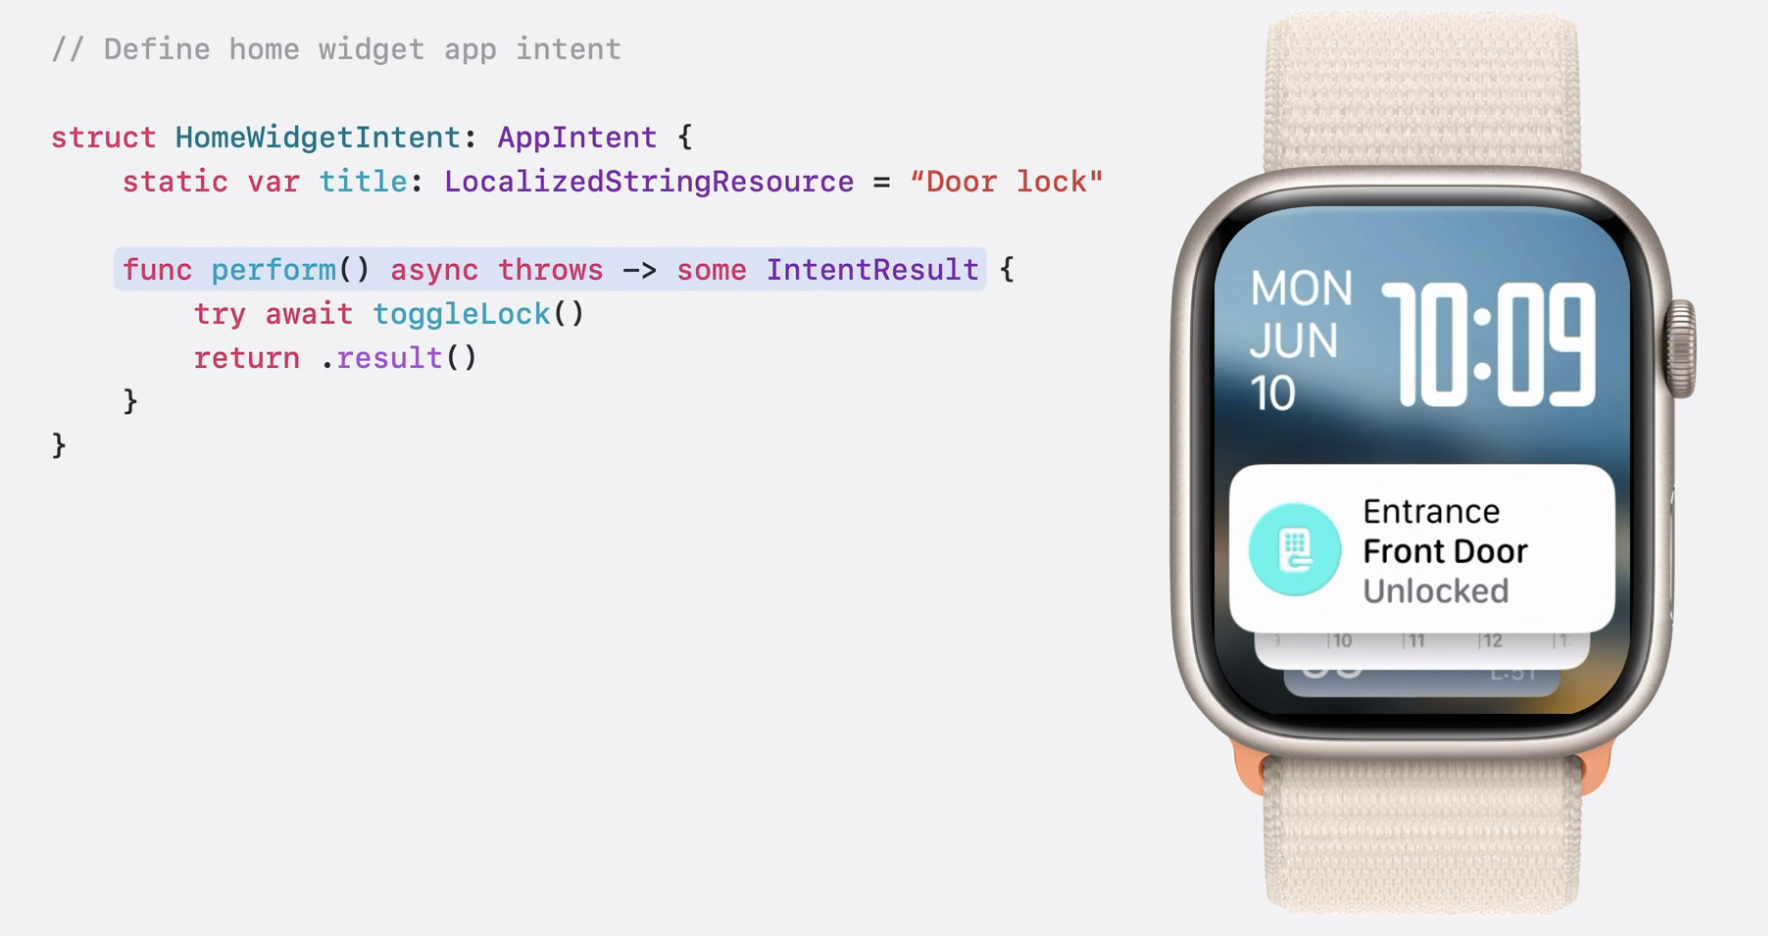 // Define home widget app intent
struct HomeWidgetIntent: AppIntent {
static var title: LocalizedStringResource = “Door lock"
func perform() async throws -> some IntentResult {
try await toggleLock()
return .result()
}
}
MON
JUN
10
10:09
Entrance
Front Door
Unlocked
10 11 12